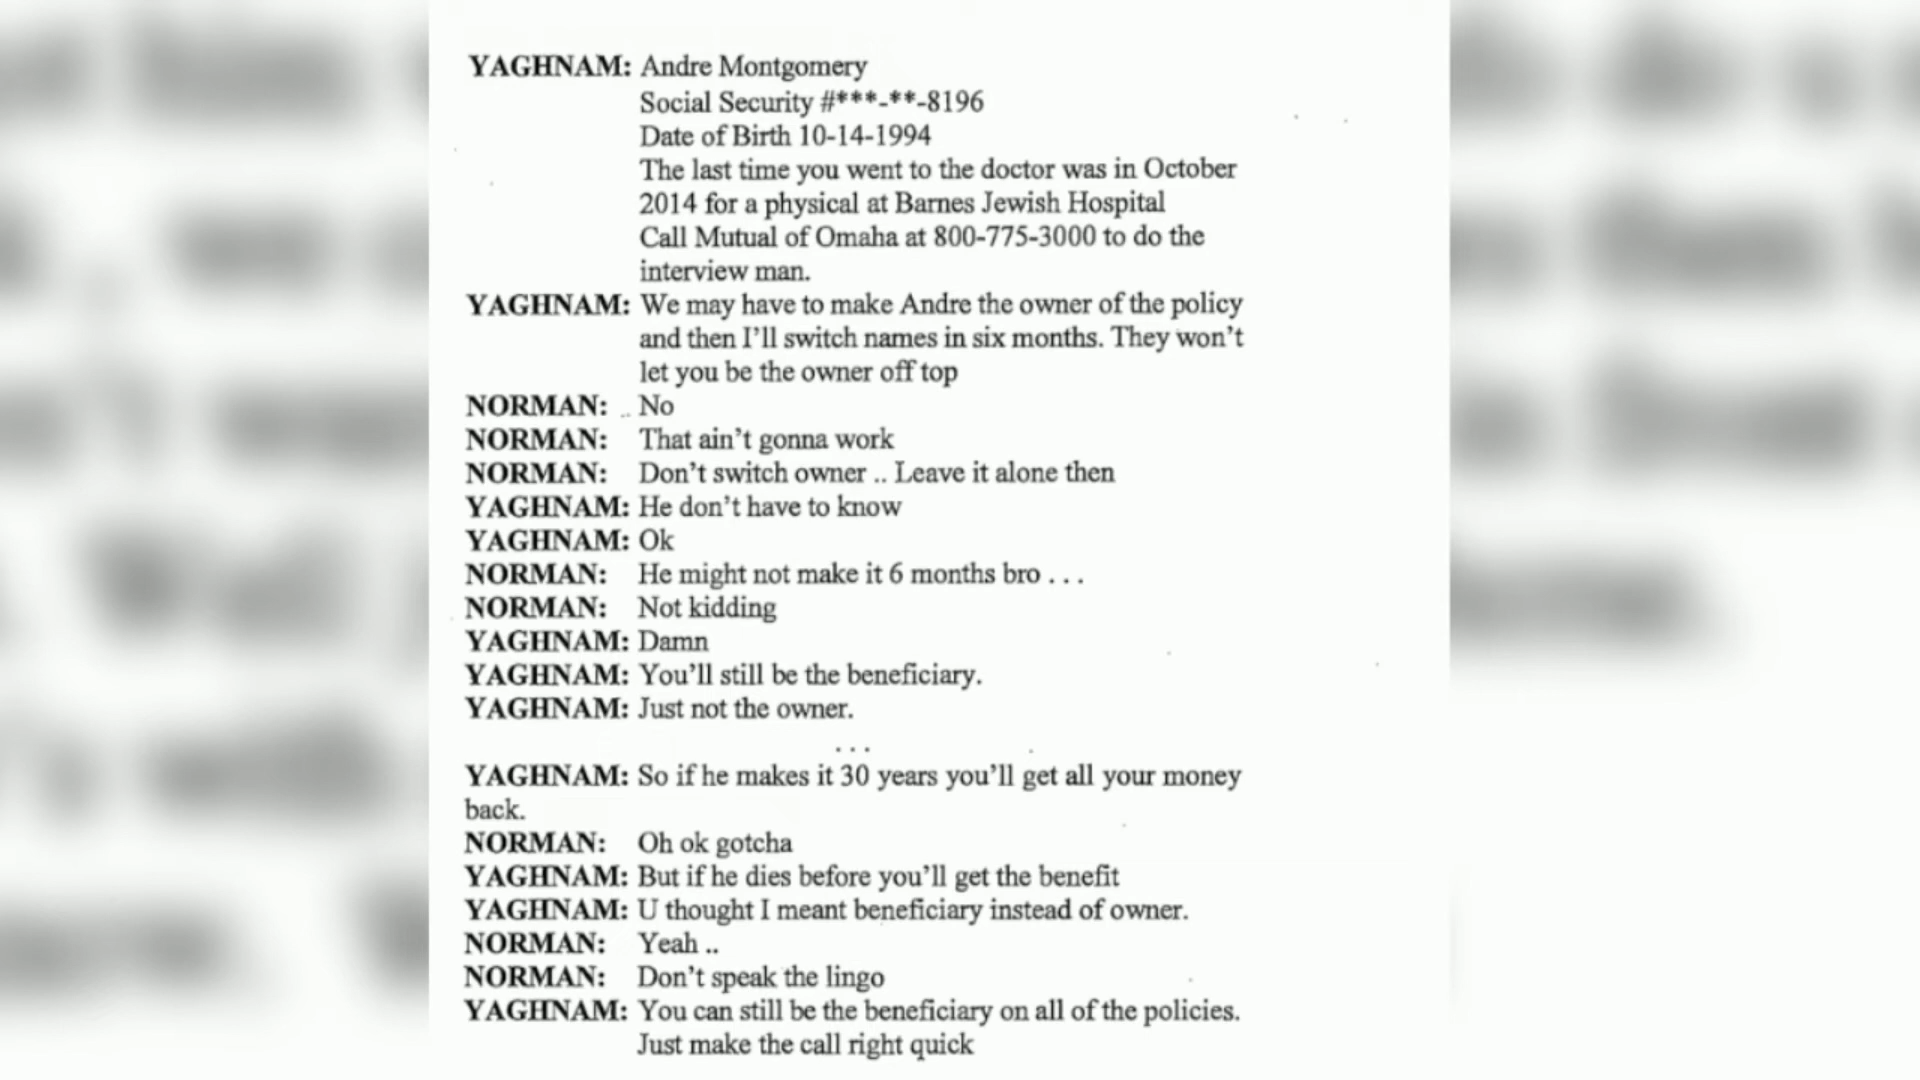 YAGHNAM: Andre Montgomery
Social Security #***-**-8196
Date of Birth 10-14-1994
The last time you went to the doctor was in October
2014 for a physical at Barnes Jewish Hospital
Call Mutual of Omaha at 800-775-3000 to do the
interview man.
YAGHNAM: We may have to make Andre the owner of the policy
and then I'll switch names in six months. They won't
let you be the owner off top
NORMAN: No
NORMAN: That ain't gonna work
NORMAN: Don't switch owner .. Leave it alone then
YAGHNAM: He don't have to know
YAGHNAM: Ok
NORMAN: He might not make it 6 months bro . . .
NORMAN: Not kidding
YAGHNAM: Damn
YAGHNAM: You'll still be the beneficiary.
YAGHNAM: Just not the owner.
. . .
YAGHNAM: So if he makes it 30 years you'll get all your money
back.
NORMAN: Oh ok gotcha
YAGHNAM: But if he dies before you'll get the benefit
YAGHNAM: U thought I meant beneficiary instead of owner.
NORMAN: Yeah ..
NORMAN: Don't speak the lingo
YAGHNAM: You can still be the beneficiary on all of the policies.
Just make the call right quick